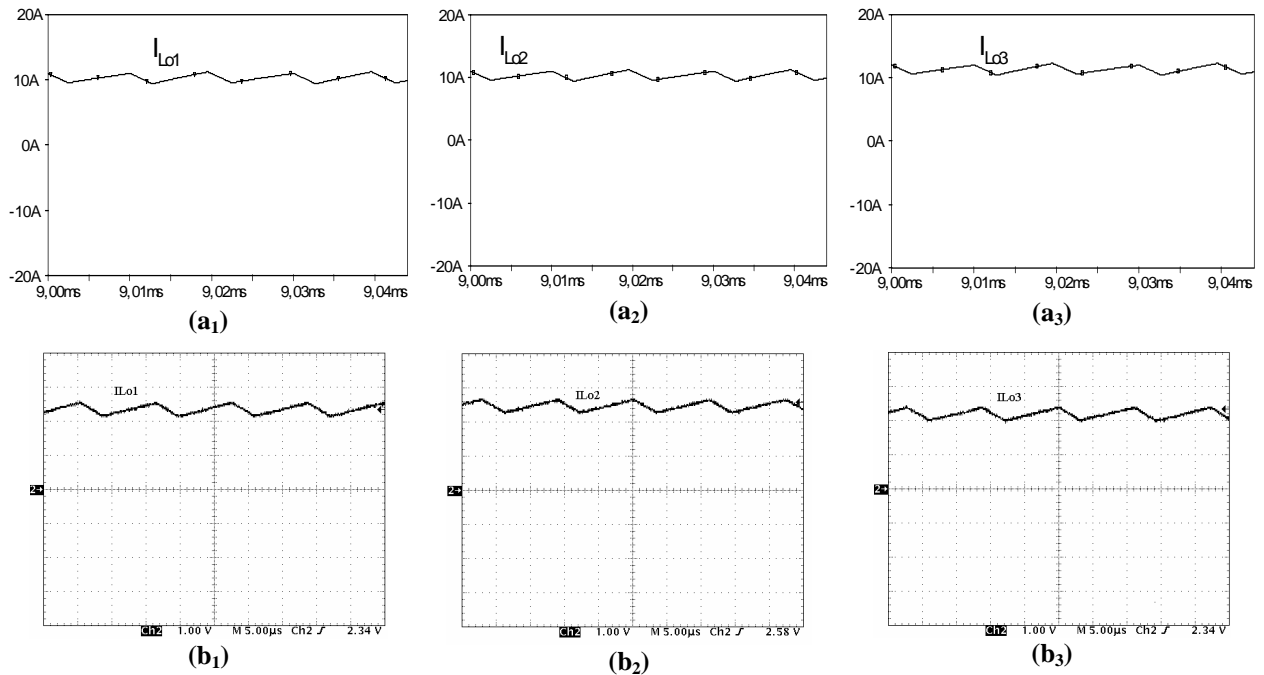 20A
10A
0A
-10A
-20A
I_Lo1
9,00ms 9,01ms 9,02ms 9,03ms 9,04ms
(a1)
20A
10A
0A
-10A
-20A
I_Lo2
9,00ms 9,01ms 9,02ms 9,03ms 9,04ms
(a2)
20A
10A
0A
-10A
-20A
I_Lo3
9,00ms 9,01ms 9,02ms 9,03ms 9,04ms
(a3)
ILo1
2→
Ch2 1.00 V M 5.00µs Ch2 ⎍ 2.34 V
(b1)
ILo2
2→
Ch2 1.00 V M 5.00µs Ch2 ⎍ 2.58 V
(b2)
ILo3
2→
Ch2 1.00 V M 5.00µs Ch2 ⎍ 2.34 V
(b3)